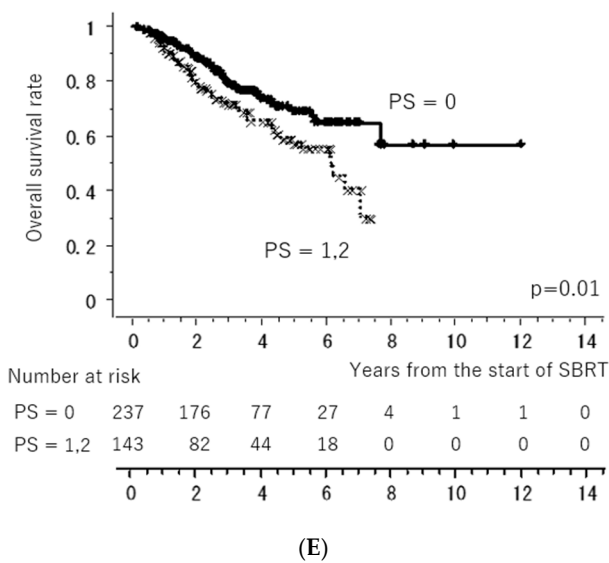 Overall survival rate
1
0.8
0.6
0.4
0.2
0
PS = 0
PS = 1,2
p=0.01
0 2 4 6 8 10 12 14
Years from the start of SBRT
Number at risk
PS = 0 237 176 77 27 4 1 1 0
PS = 1,2 143 82 44 18 0 0 0 0
0 2 4 6 8 10 12 14
(E)